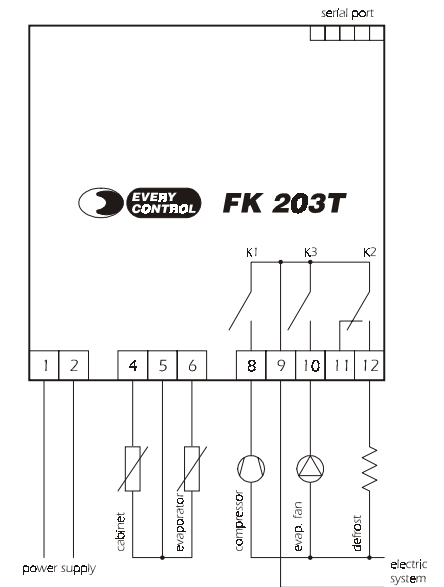 serial port
EVERY
CONTROL
FK 203T
K1 K3 K2
1 2 4 5 6 8 9 10 11 12
cabinet
evaporator
compressor
evap. fan
defrost
power supply
electric
system